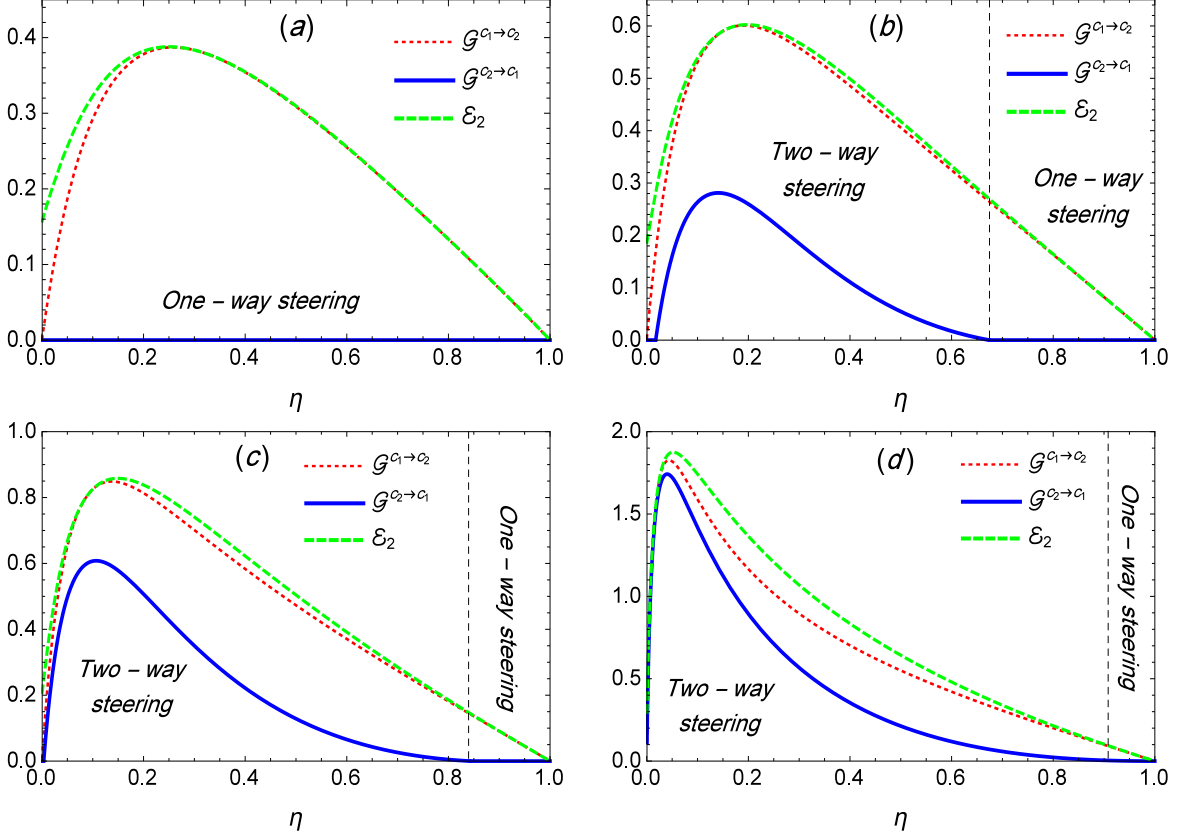 (a)
𝒢^{c₁→c₂}
𝒢^{c₂→c₁}
ℰ₂
One – way steering
0.4
0.3
0.2
0.1
0.0
0.0 0.2 0.4 0.6 0.8 1.0
η
(b)
𝒢^{c₁→c₂}
𝒢^{c₂→c₁}
ℰ₂
Two – way
steering
One – way
steering
0.6
0.5
0.4
0.3
0.2
0.1
0.0
0.0 0.2 0.4 0.6 0.8 1.0
η
(c)
𝒢^{c₁→c₂}
𝒢^{c₂→c₁}
ℰ₂
Two – way
steering
One – way steering
1.0
0.8
0.6
0.4
0.2
0.0
0.0 0.2 0.4 0.6 0.8 1.0
η
(d)
𝒢^{c₁→c₂}
𝒢^{c₂→c₁}
ℰ₂
Two – way
steering
One – way steering
2.0
1.5
1.0
0.5
0.0
0.0 0.2 0.4 0.6 0.8 1.0
η